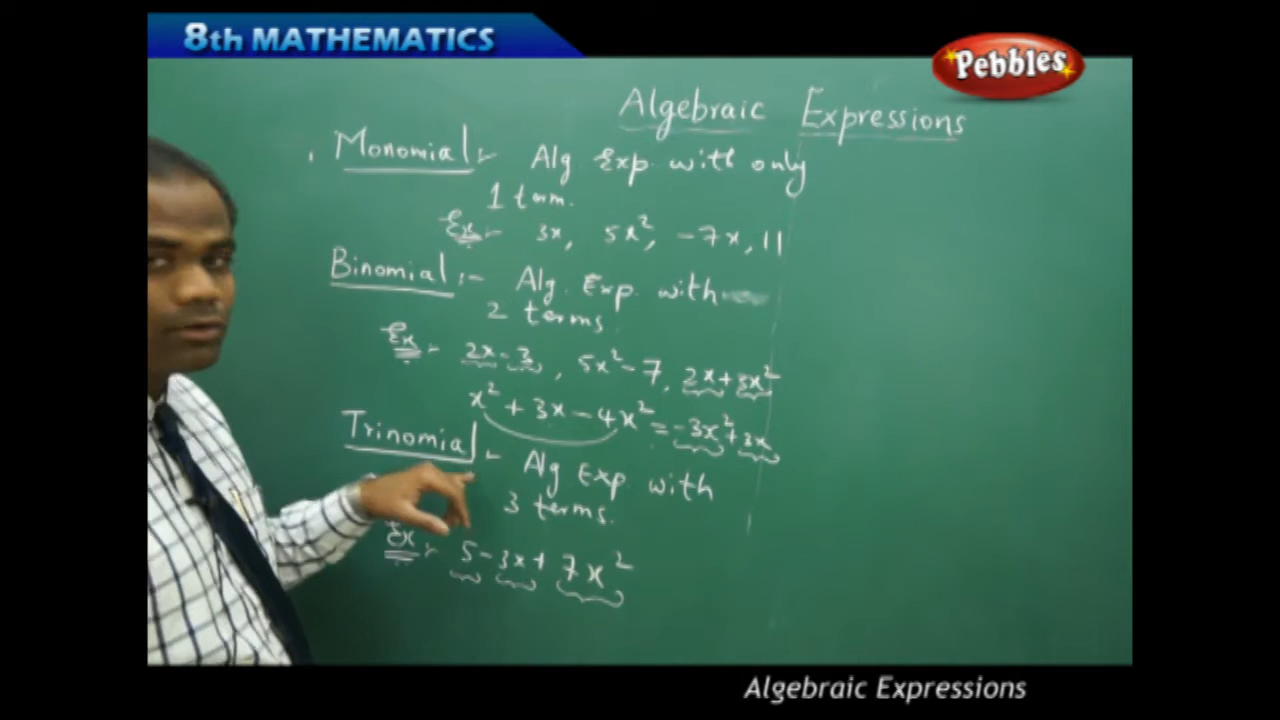 8th MATHEMATICS
Pebbles
Algebraic Expressions
Monomial :- Alg Exp. with only
1 term.
Ex :- 3x, 5x², -7x, 11
Binomial :- Alg. Exp. with
2 terms.
Ex :- 2x - 3, 5x² - 7, 2x + 3x²
x² + 3x - 4x² = -3x² + 3x
Trinomial :- Alg Exp with
3 terms.
Ex :- 5 - 3x + 7x²
Algebraic Expressions